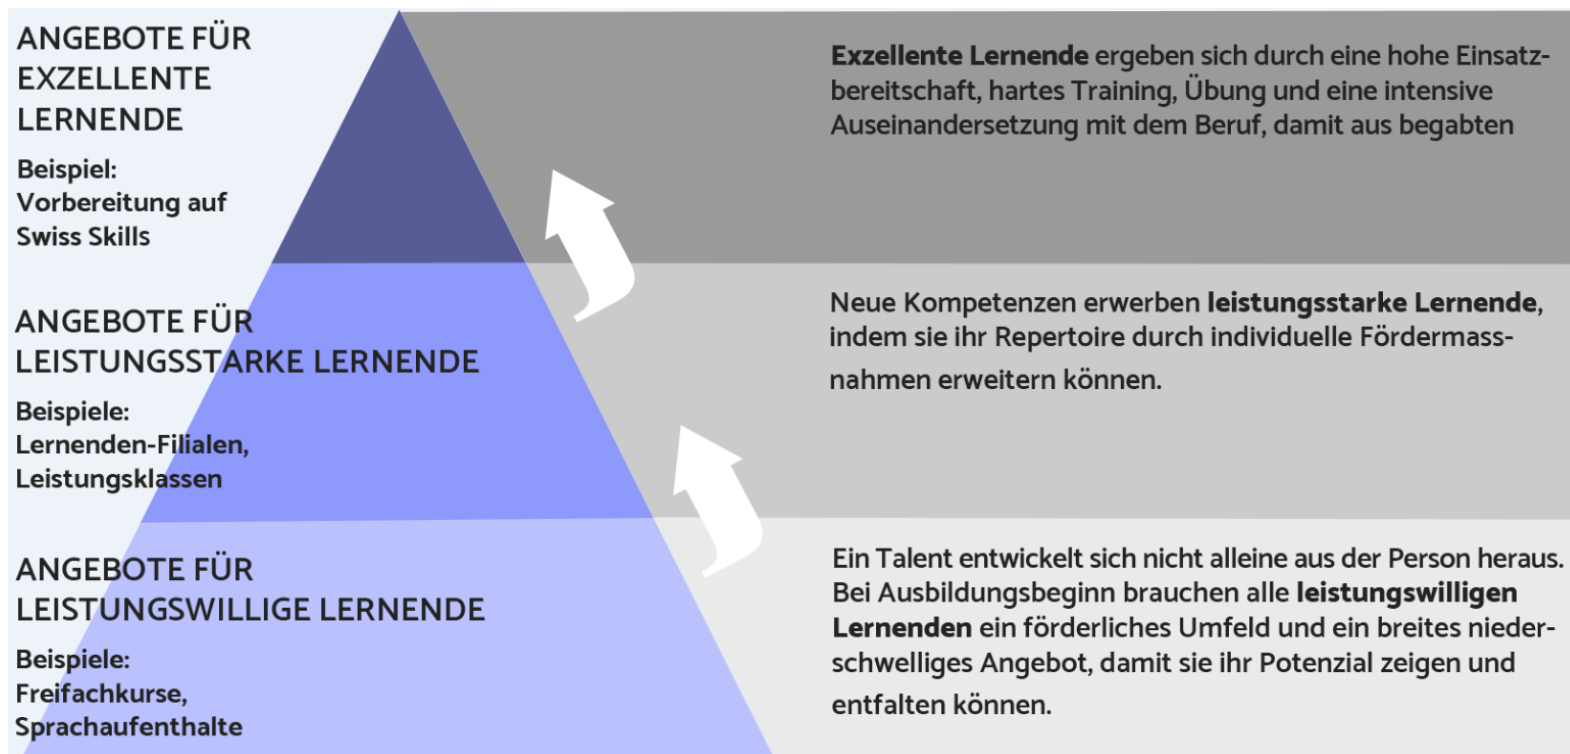 ANGEBOTE FÜR
EXZELLENTE
LERNENDE
Beispiel:
Vorbereitung auf
Swiss Skills
Exzellente Lernende ergeben sich durch eine hohe Einsatz-
bereitschaft, hartes Training, Übung und eine intensive
Auseinandersetzung mit dem Beruf, damit aus begabten
ANGEBOTE FÜR
LEISTUNGSSTARKE LERNENDE
Beispiele:
Lernenden-Filialen,
Leistungsklassen
Neue Kompetenzen erwerben leistungsstarke Lernende,
indem sie ihr Repertoire durch individuelle Fördermass-
nahmen erweitern können.
ANGEBOTE FÜR
LEISTUNGSWILLIGE LERNENDE
Beispiele:
Freifachkurse,
Sprachaufenthalte
Ein Talent entwickelt sich nicht alleine aus der Person heraus.
Bei Ausbildungsbeginn brauchen alle leistungswilligen
Lernenden ein förderliches Umfeld und ein breites nieder-
schwelliges Angebot, damit sie ihr Potenzial zeigen und
entfalten können.